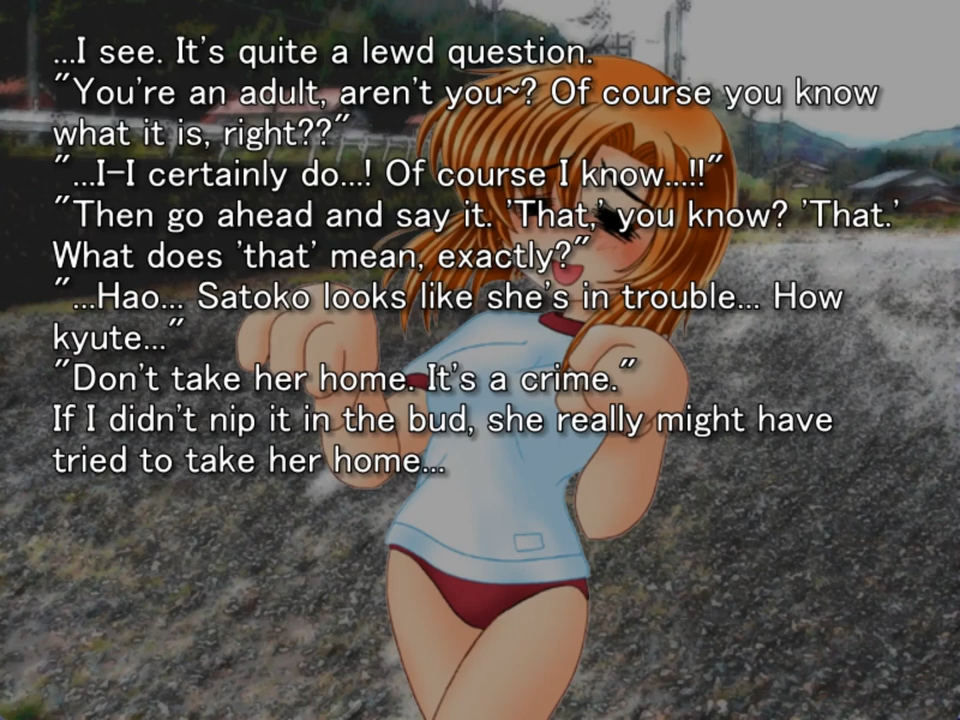 ...I see. It's quite a lewd question.
"You're an adult, aren't you~? Of course you know
what it is, right??"
"...I-I certainly do...! Of course I know...!!"
"Then go ahead and say it. 'That,' you know? 'That.'
What does 'that' mean, exactly?"
"...Hao... Satoko looks like she's in trouble... How
kyute..."
"Don't take her home. It's a crime."
If I didn't nip it in the bud, she really might have
tried to take her home...